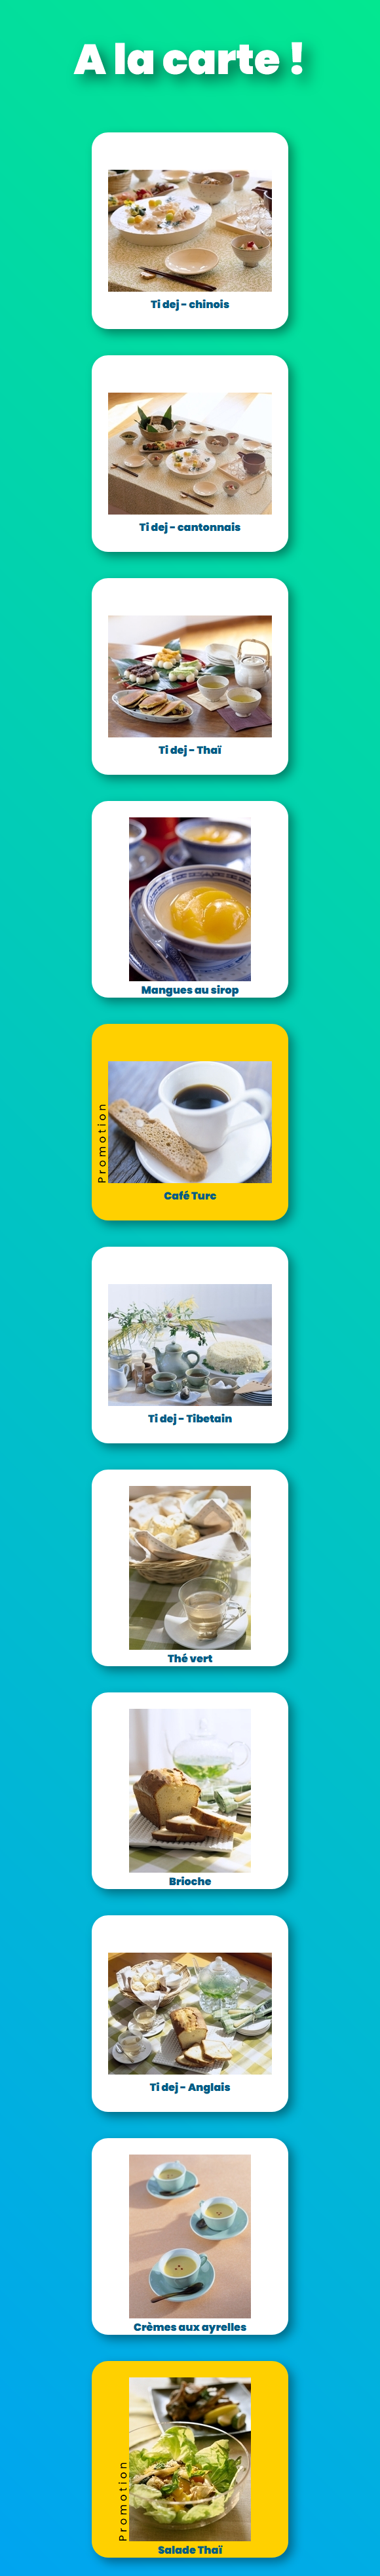 A la carte !
Ti dej - chinois
Ti dej - cantonnais
Ti dej - Thaï
Mangues au sirop
Promotion
Café Turc
Ti dej - Tibetain
Thé vert
Brioche
Ti dej - Anglais
Crèmes aux ayrelles
Promotion
Salade Thaï